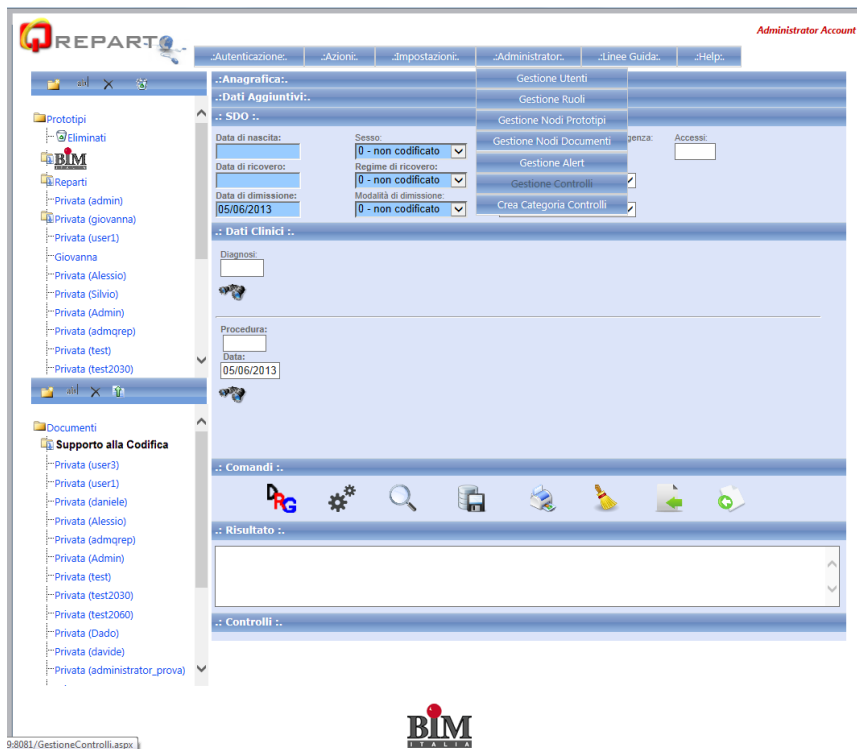 QREPARTO
Administrator Account
.:Autenticazione:. .:Azioni:. .:Impostazioni:. .:Administrator:. .:Linee Guida:. .:Help:.
Gestione Utenti
Gestione Ruoli
Gestione Nodi Prototipi
Gestione Nodi Documenti
Gestione Alert
Gestione Controlli
Crea Categoria Controlli
Prototipi
Eliminati
BIM
ITALIA
Reparti
Privata (admin)
Privata (giovanna)
Privata (user1)
Giovanna
Privata (Alessio)
Privata (Silvio)
Privata (Admin)
Privata (admqrep)
Privata (test)
Privata (test2030)
Documenti
Supporto alla Codifica
Privata (user3)
Privata (user1)
Privata (daniele)
Privata (Alessio)
Privata (admqrep)
Privata (Admin)
Privata (test)
Privata (test2030)
Privata (test2060)
Privata (Dado)
Privata (davide)
Privata (administrator_prova)
.:Anagrafica:.
.:Dati Aggiuntivi:.
.: SDO :.
Data di nascita: Sesso: genza: Accessi:
0 - non codificato
Data di ricovero: Regime di ricovero:
0 - non codificato
Data di dimissione: Modalità di dimissione:
05/06/2013 0 - non codificato
.: Dati Clinici :.
Diagnosi:
Procedura:
Data:
05/06/2013
.: Comandi :.
DRG
.: Risultato :.
.: Controlli :.
BIM
ITALIA
9:8081/GestioneControlli.aspx